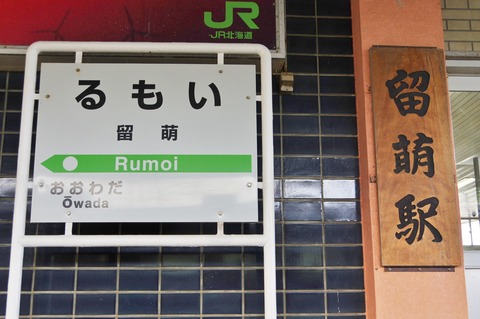 JR
JR北海道
るもい
留萌
Rumoi
おおわだ
Ōwada
留萌駅